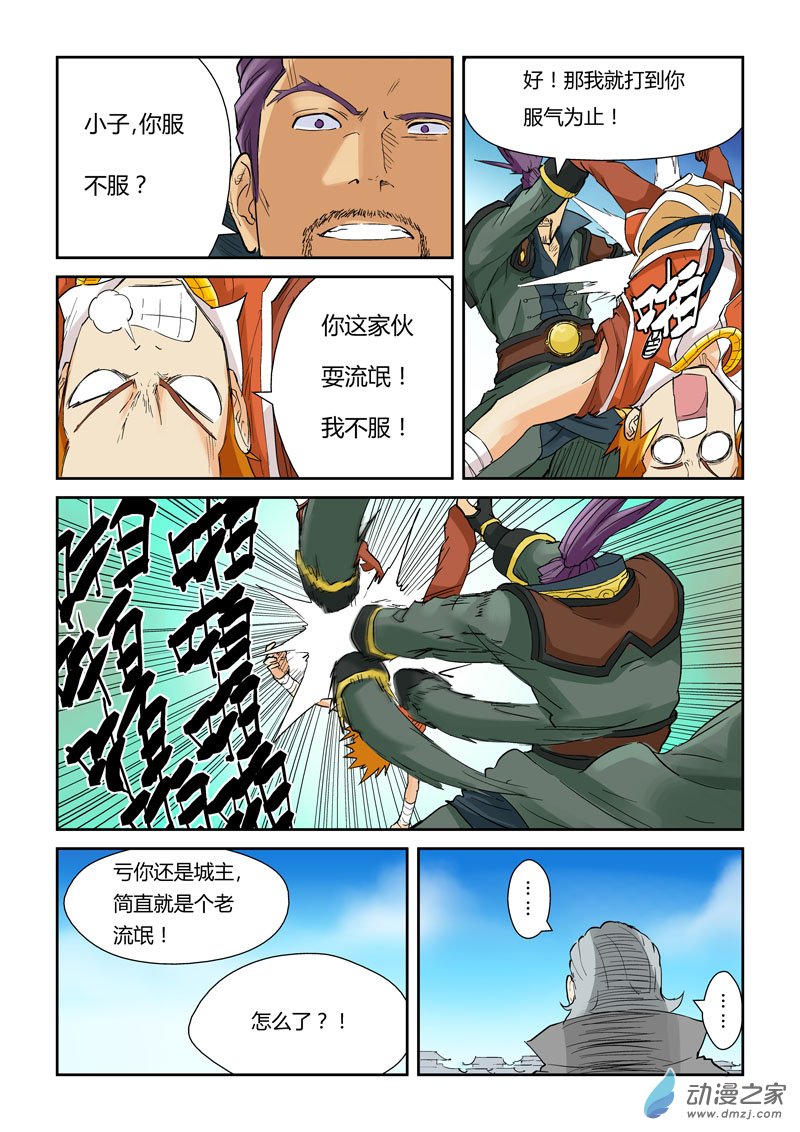 小子，你服
不服？
好！那我就打到你
服气为止！
啪
你这家伙
耍流氓！
我不服！
啪啪
啪啪
啪啪
啪啪
亏你还是城主，
简直就是个老
流氓！
怎么了？！
……
……
动漫之家
www.dmzj.com